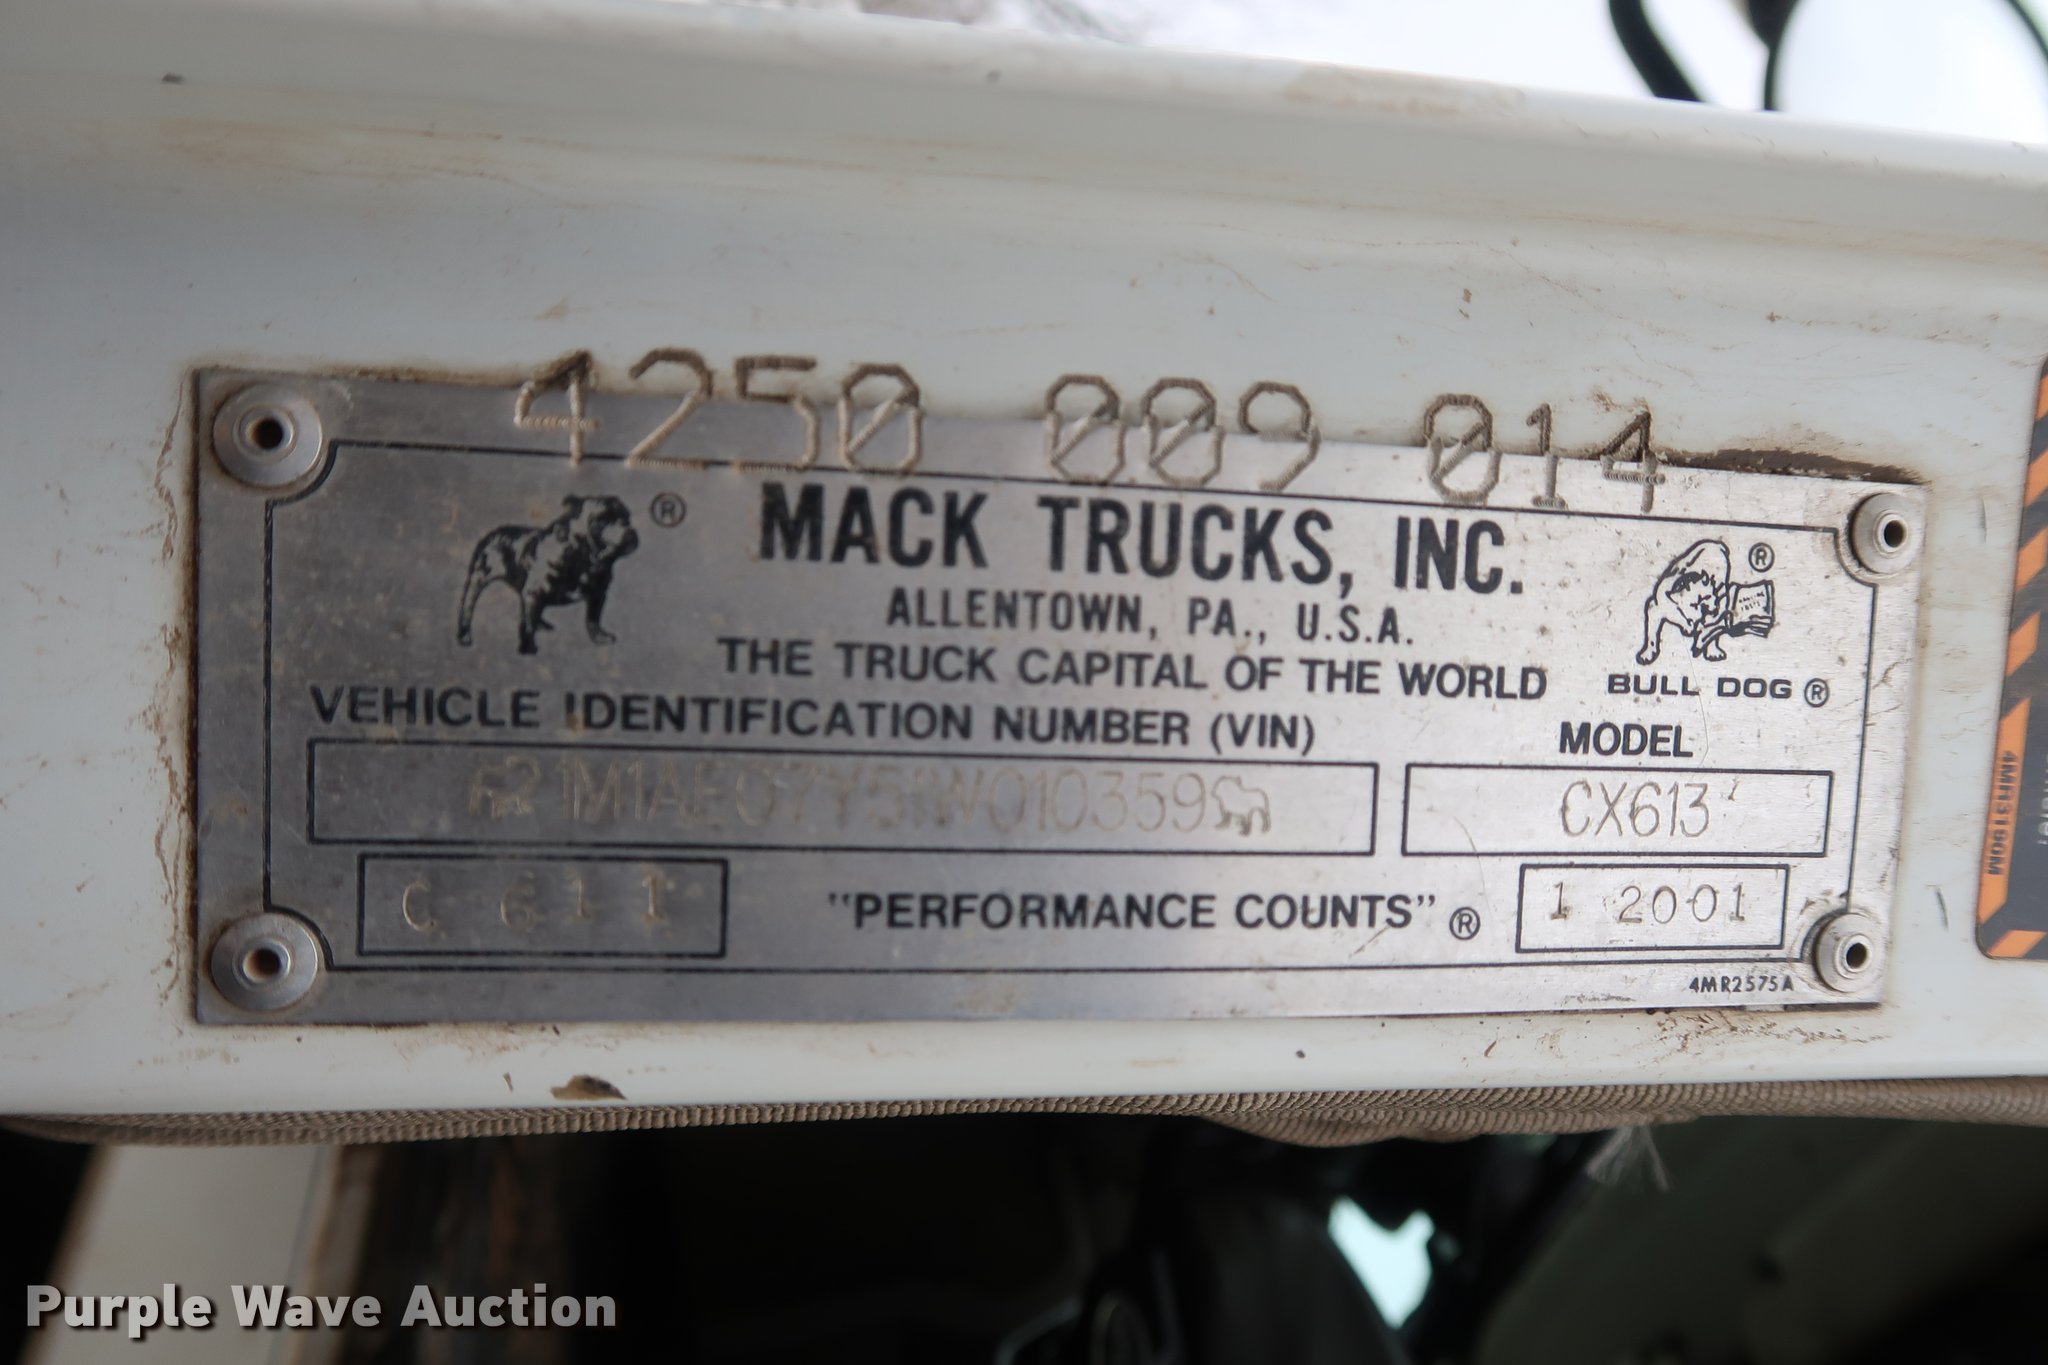 4250 009 014
® MACK TRUCKS, INC. ®
ALLENTOWN, PA., U.S.A.
THE TRUCK CAPITAL OF THE WORLD
BULL DOG ®
VEHICLE IDENTIFICATION NUMBER (VIN)
MODEL
1M1AE07Y51W010359
CX613
C 611
"PERFORMANCE COUNTS" ®
1 2001
4MR2575A
4MR3190M
Purple Wave Auction